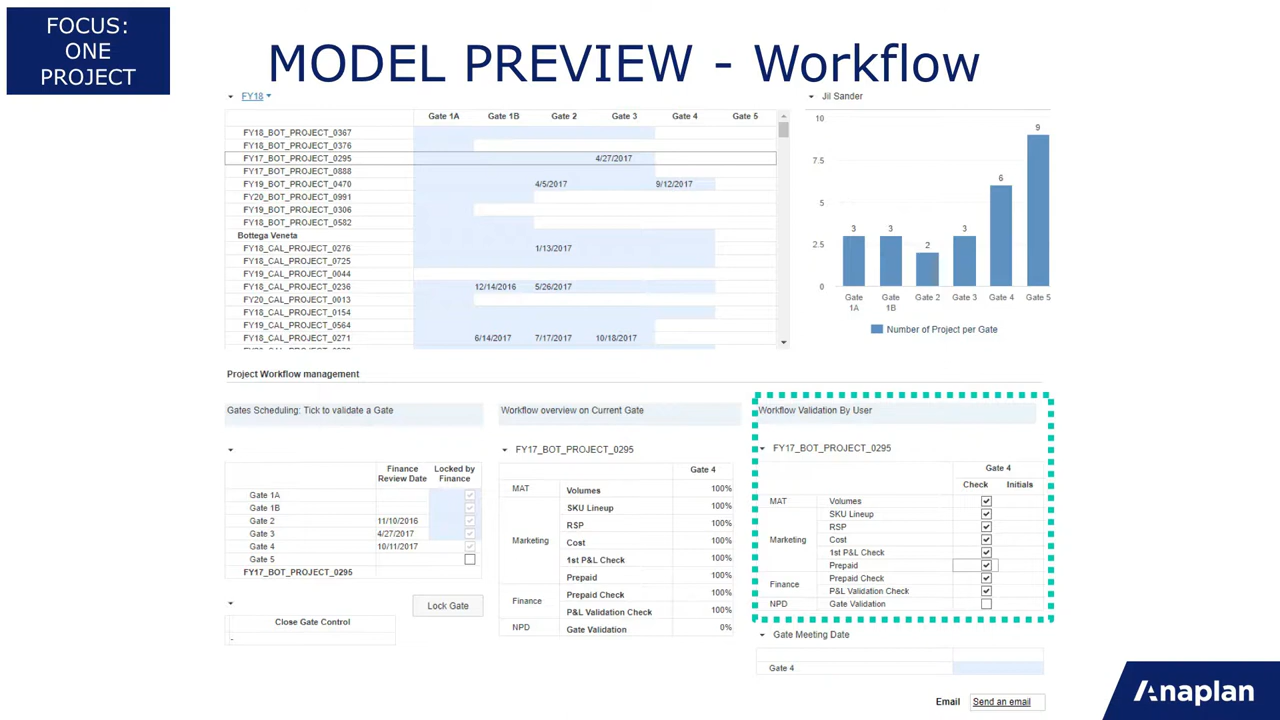 FOCUS:
ONE
PROJECT
MODEL PREVIEW - Workflow
FY18
Gate 1A Gate 1B Gate 2 Gate 3 Gate 4 Gate 5
FY18_BOT_PROJECT_0367
FY18_BOT_PROJECT_0376
FY17_BOT_PROJECT_0295 4/27/2017
FY17_BOT_PROJECT_0888
FY19_BOT_PROJECT_0470 4/5/2017 9/12/2017
FY20_BOT_PROJECT_0991
FY19_BOT_PROJECT_0306
FY18_BOT_PROJECT_0582
Bottega Veneta
FY18_CAL_PROJECT_0276 1/13/2017
FY18_CAL_PROJECT_0725
FY19_CAL_PROJECT_0044
FY18_CAL_PROJECT_0236 12/14/2016 5/26/2017
FY20_CAL_PROJECT_0013
FY18_CAL_PROJECT_0154
FY19_CAL_PROJECT_0564
FY18_CAL_PROJECT_0271 6/14/2017 7/17/2017 10/18/2017
Jil Sander
10
7.5
5
2.5
0
3 3 2 3 6 9
Gate 1A Gate 1B Gate 2 Gate 3 Gate 4 Gate 5
Number of Project per Gate
Project Workflow management
Gates Scheduling: Tick to validate a Gate
Finance Review Date Locked by Finance
Gate 1A
Gate 1B
Gate 2 11/10/2016
Gate 3 4/27/2017
Gate 4 10/11/2017
Gate 5
FY17_BOT_PROJECT_0295
Lock Gate
Close Gate Control
-
Workflow overview on Current Gate
FY17_BOT_PROJECT_0295
Gate 4
MAT Volumes 100%
SKU Lineup 100%
RSP 100%
Marketing Cost 100%
1st P&L Check 100%
Prepaid 100%
Finance Prepaid Check 100%
P&L Validation Check 100%
NPD Gate Validation 0%
Workflow Validation By User
FY17_BOT_PROJECT_0295
Gate 4
Check Initials
MAT Volumes
SKU Lineup
RSP
Marketing Cost
1st P&L Check
Prepaid
Finance Prepaid Check
P&L Validation Check
NPD Gate Validation
Gate Meeting Date
Gate 4
Email Send an email
Anaplan